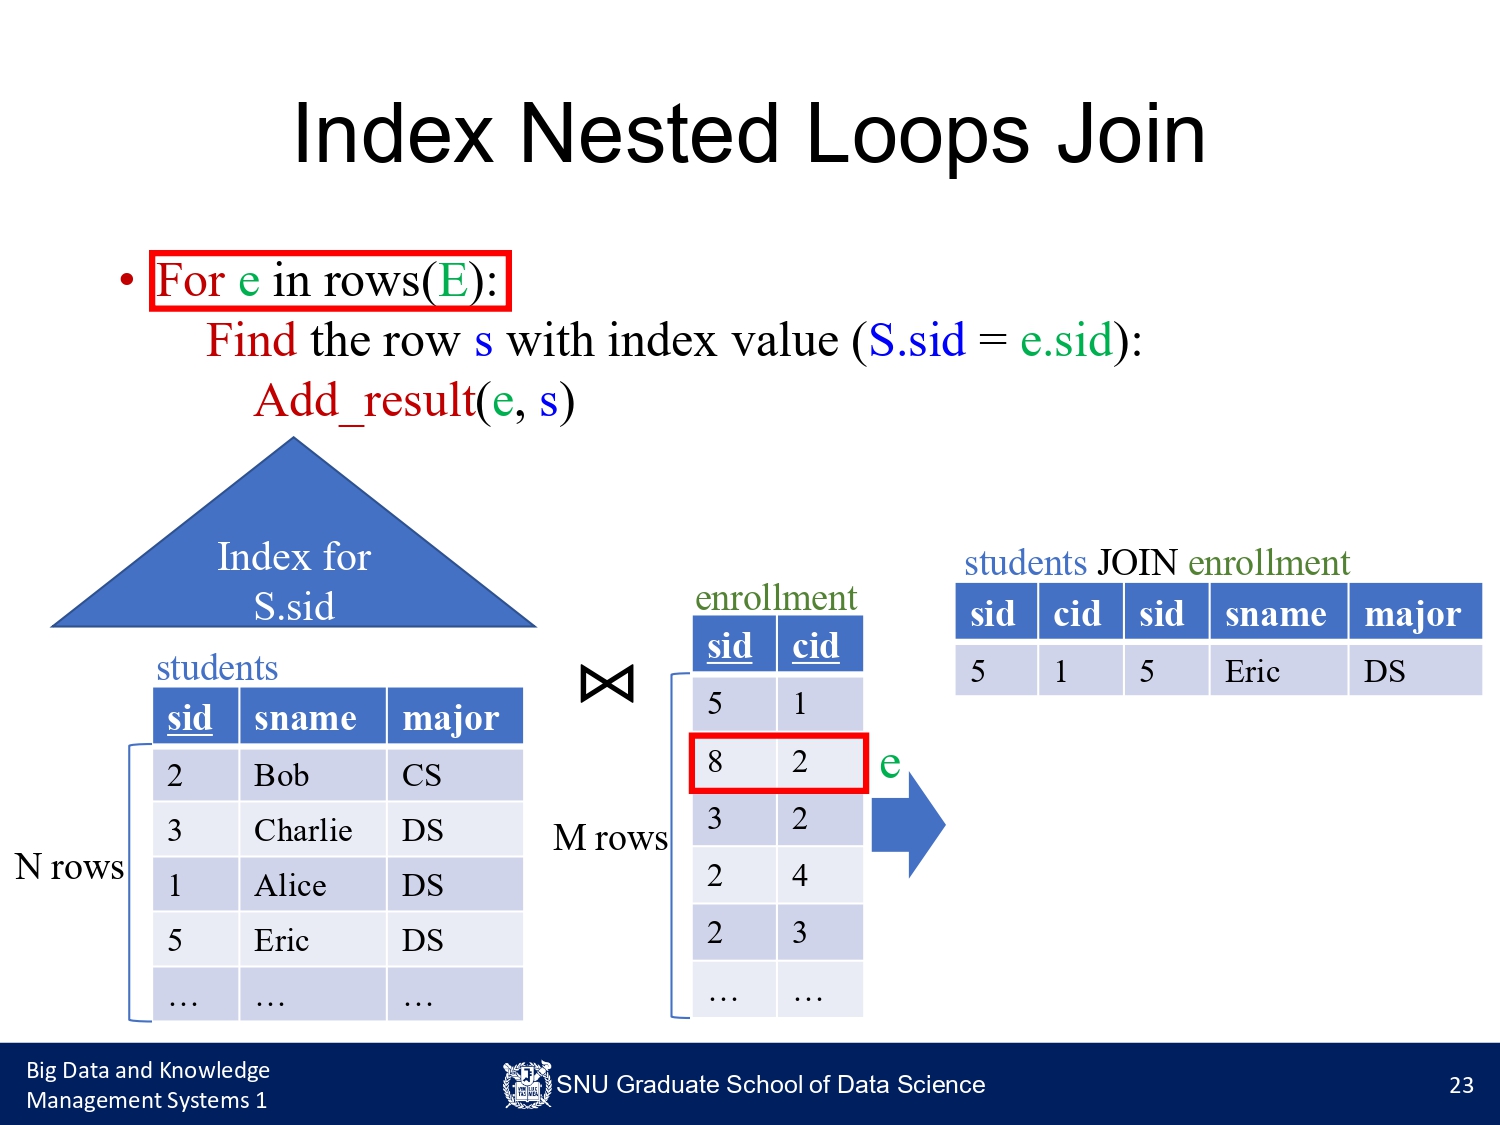 Index Nested Loops Join
• For e in rows(E):
Find the row s with index value (S.sid = e.sid):
Add_result(e, s)
Index for
S.sid
students
sid sname major
2 Bob CS
3 Charlie DS
1 Alice DS
5 Eric DS
… … …
N rows
⋈
enrollment
sid cid
5 1
8 2
3 2
2 4
2 3
… …
M rows
e
students JOIN enrollment
sid cid sid sname major
5 1 5 Eric DS
Big Data and Knowledge
Management Systems 1
SNU Graduate School of Data Science
23